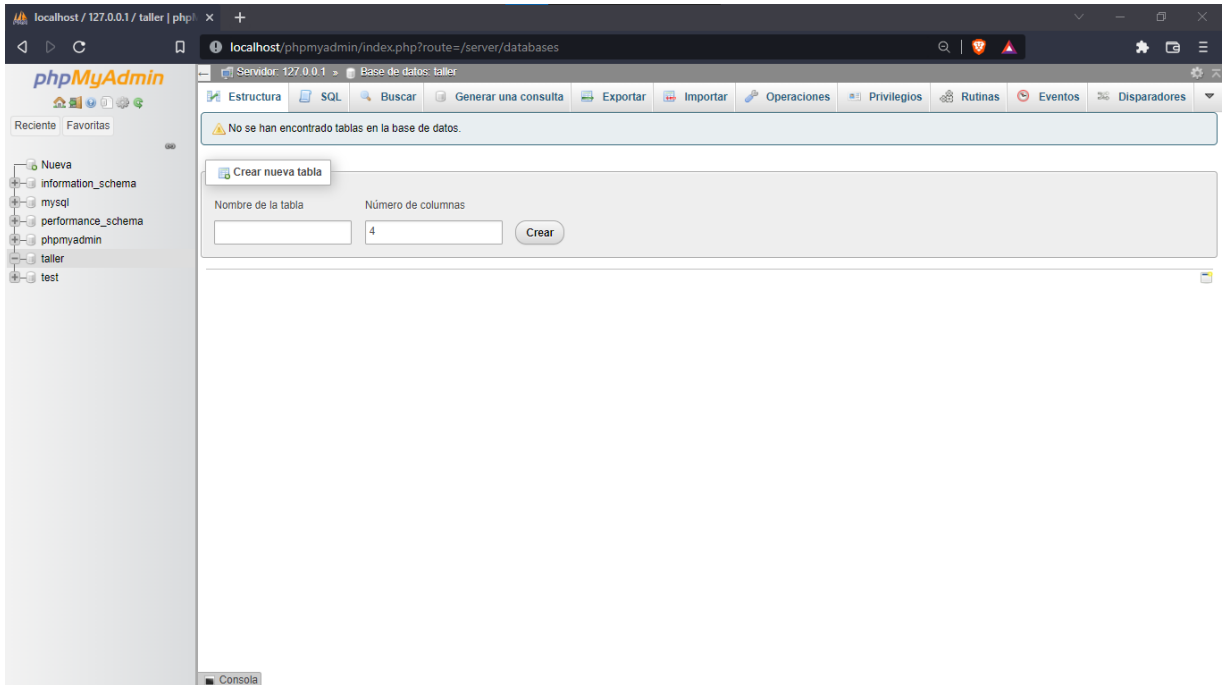 localhost / 127.0.0.1 / taller | php
localhost/phpmyadmin/index.php?route=/server/databases
phpMyAdmin
Reciente Favoritas
Nueva
information_schema
mysql
performance_schema
phpmyadmin
taller
test
Servidor: 127.0.0.1 » Base de datos: taller
Estructura SQL Buscar Generar una consulta Exportar Importar Operaciones Privilegios Rutinas Eventos Disparadores
No se han encontrado tablas en la base de datos.
Crear nueva tabla
Nombre de la tabla Número de columnas
4 Crear
Consola